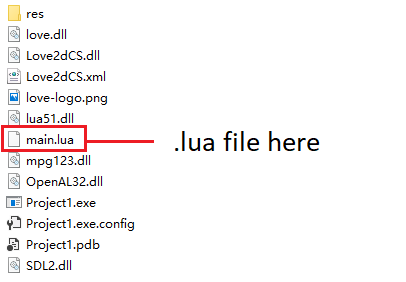 res
love.dll
Love2dCS.dll
Love2dCS.xml
love-logo.png
lua51.dll
main.lua
.lua file here
mpg123.dll
OpenAL32.dll
Project1.exe
Project1.exe.config
Project1.pdb
SDL2.dll